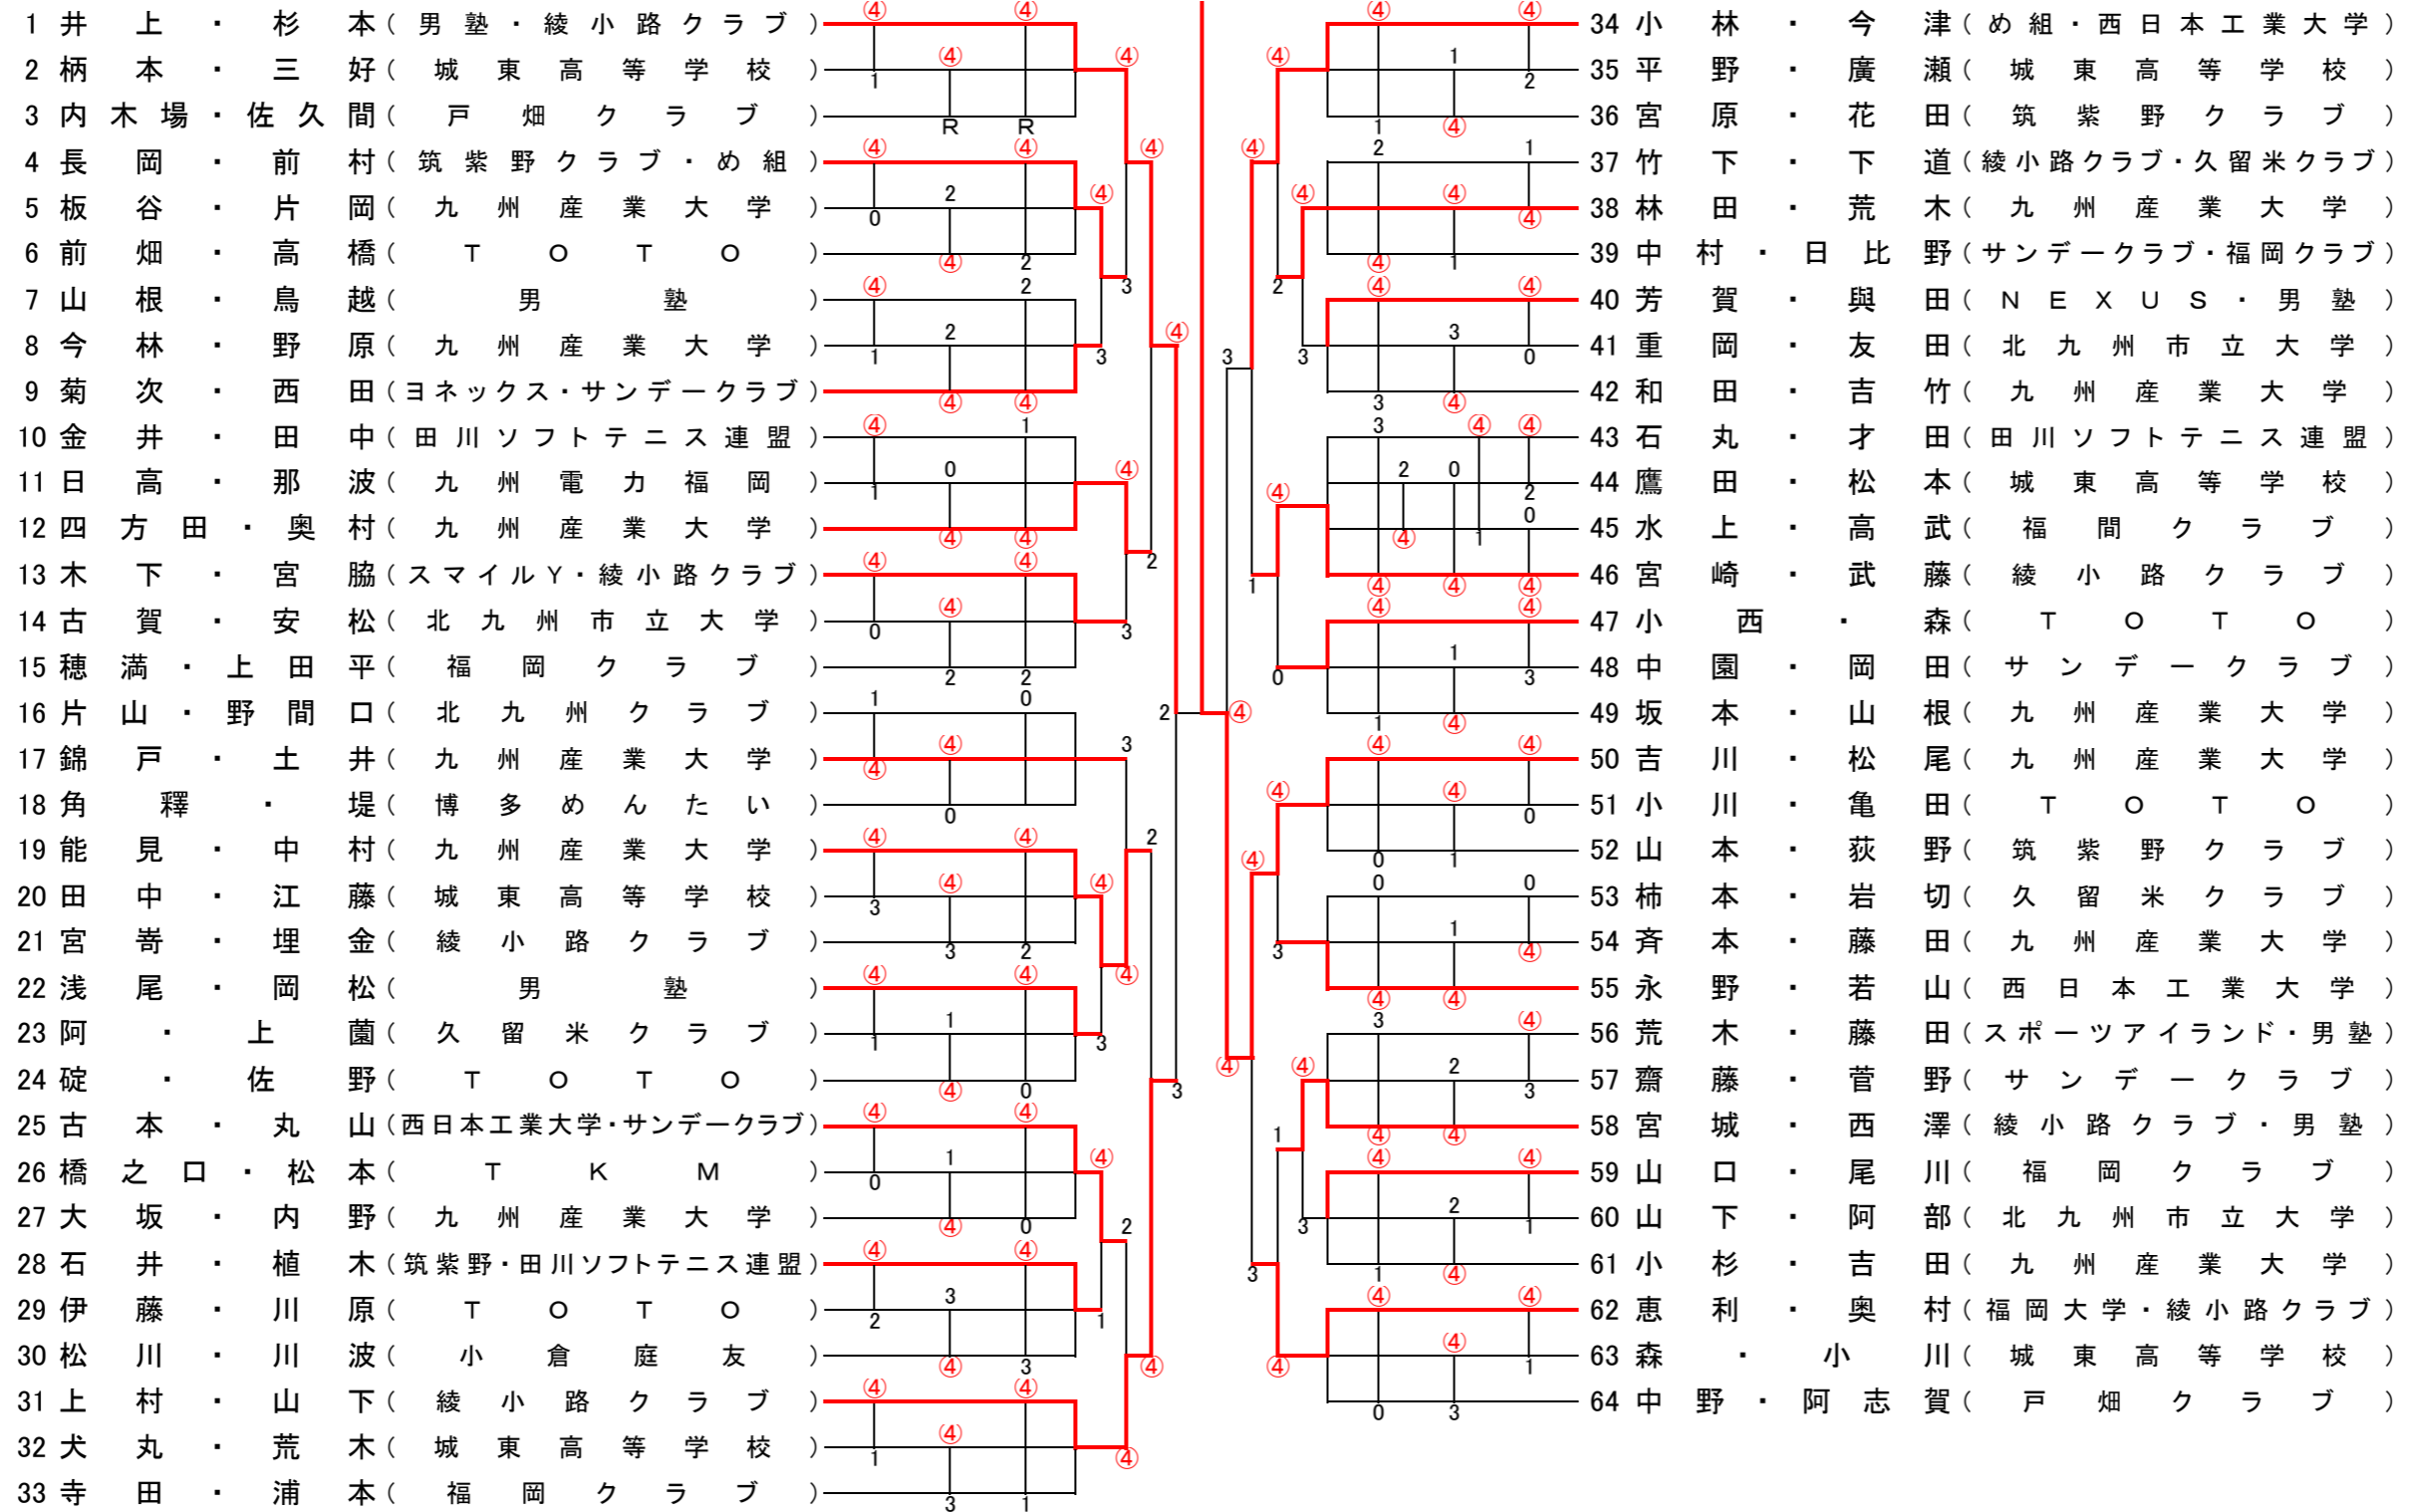 1 井上・杉本（男塾・綾小路クラブ）
2 柄本・三好（城東高等学校）
3 内木場・佐久間（戸畑クラブ）
4 長岡・前村（筑紫野クラブ・め組）
5 板谷・片岡（九州産業大学）
6 前畑・高橋（ＴＯＴＯ）
7 山根・鳥越（男塾）
8 今林・野原（九州産業大学）
9 菊次・西田（ヨネックス・サンデークラブ）
10 金井・田中（田川ソフトテニス連盟）
11 日高・那波（九州電力福岡）
12 四方田・奥村（九州産業大学）
13 木下・宮脇（スマイルＹ・綾小路クラブ）
14 古賀・安松（北九州市立大学）
15 穂満・上田平（福岡クラブ）
16 片山・野間口（北九州クラブ）
17 錦戸・土井（九州産業大学）
18 角釋・堤（博多めんたい）
19 能見・中村（九州産業大学）
20 田中・江藤（城東高等学校）
21 宮嵜・埋金（綾小路クラブ）
22 浅尾・岡松（男塾）
23 阿・上薗（久留米クラブ）
24 碇・佐野（ＴＯＴＯ）
25 古本・丸山（西日本工業大学・サンデークラブ）
26 橋之口・松本（ＴＫＭ）
27 大坂・内野（九州産業大学）
28 石井・植木（筑紫野・田川ソフトテニス連盟）
29 伊藤・川原（ＴＯＴＯ）
30 松川・川波（小倉庭友）
31 上村・山下（綾小路クラブ）
32 犬丸・荒木（城東高等学校）
33 寺田・浦本（福岡クラブ）
34 小林・今津（め組・西日本工業大学）
35 平野・廣瀬（城東高等学校）
36 宮原・花田（筑紫野クラブ）
37 竹下・下道（綾小路クラブ・久留米クラブ）
38 林田・荒木（九州産業大学）
39 中村・日比野（サンデークラブ・福岡クラブ）
40 芳賀・與田（ＮＥＸＵＳ・男塾）
41 重岡・友田（北九州市立大学）
42 和田・吉竹（九州産業大学）
43 石丸・才田（田川ソフトテニス連盟）
44 鷹田・松本（城東高等学校）
45 水上・高武（福間クラブ）
46 宮崎・武藤（綾小路クラブ）
47 小西・森（ＴＯＴＯ）
48 中園・岡田（サンデークラブ）
49 坂本・山根（九州産業大学）
50 吉川・松尾（九州産業大学）
51 小川・亀田（ＴＯＴＯ）
52 山本・荻野（筑紫野クラブ）
53 柿本・岩切（久留米クラブ）
54 斉本・藤田（九州産業大学）
55 永野・若山（西日本工業大学）
56 荒木・藤田（スポーツアイランド・男塾）
57 齋藤・菅野（サンデークラブ）
58 宮城・西澤（綾小路クラブ・男塾）
59 山口・尾川（福岡クラブ）
60 山下・阿部（北九州市立大学）
61 小杉・吉田（九州産業大学）
62 恵利・奥村（福岡大学・綾小路クラブ）
63 森・小川（城東高等学校）
64 中野・阿志賀（戸畑クラブ）